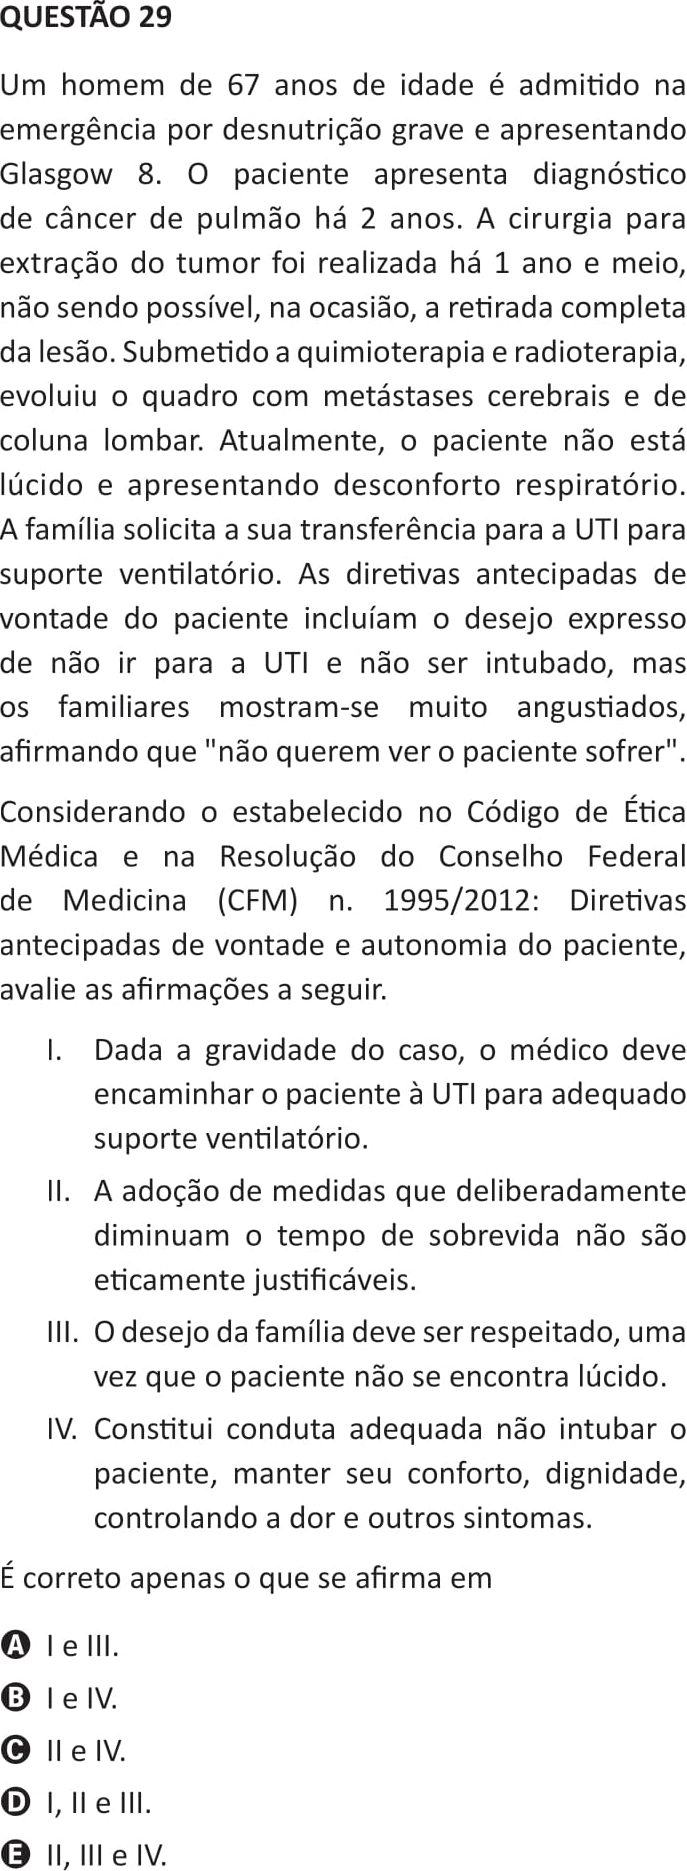 QUESTÃO 29
Um homem de 67 anos de idade é admitido na
emergência por desnutrição grave e apresentando
Glasgow 8. O paciente apresenta diagnóstico
de câncer de pulmão há 2 anos. A cirurgia para
extração do tumor foi realizada há 1 ano e meio,
não sendo possível, na ocasião, a retirada completa
da lesão. Submetido a quimioterapia e radioterapia,
evoluiu o quadro com metástases cerebrais e de
coluna lombar. Atualmente, o paciente não está
lúcido e apresentando desconforto respiratório.
A família solicita a sua transferência para a UTI para
suporte ventilatório. As diretivas antecipadas de
vontade do paciente incluíam o desejo expresso
de não ir para a UTI e não ser intubado, mas
os familiares mostram-se muito angustiados,
afirmando que "não querem ver o paciente sofrer".
Considerando o estabelecido no Código de Ética
Médica e na Resolução do Conselho Federal
de Medicina (CFM) n. 1995/2012: Diretivas
antecipadas de vontade e autonomia do paciente,
avalie as afirmações a seguir.
I. Dada a gravidade do caso, o médico deve
encaminhar o paciente à UTI para adequado
suporte ventilatório.
II. A adoção de medidas que deliberadamente
diminuam o tempo de sobrevida não são
eticamente justificáveis.
III. O desejo da família deve ser respeitado, uma
vez que o paciente não se encontra lúcido.
IV. Constitui conduta adequada não intubar o
paciente, manter seu conforto, dignidade,
controlando a dor e outros sintomas.
É correto apenas o que se afirma em
A I e III.
B I e IV.
C II e IV.
D I, II e III.
E II, III e IV.